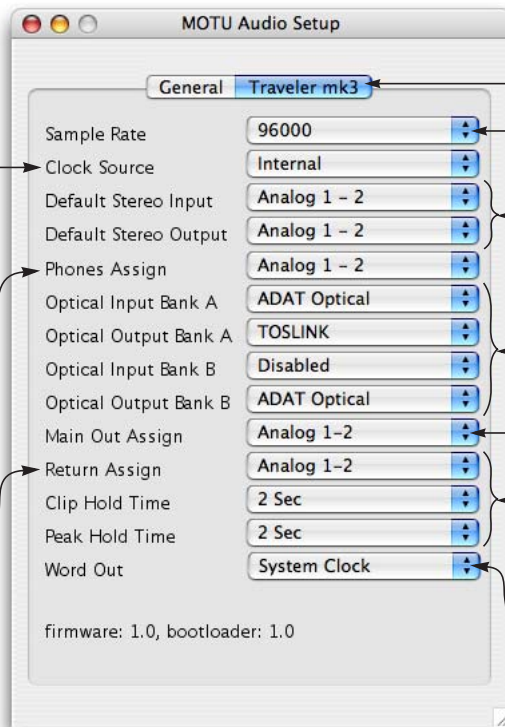 MOTU Audio Setup
General Traveler mk3
Sample Rate 96000
Clock Source Internal
Default Stereo Input Analog 1 – 2
Default Stereo Output Analog 1 – 2
Phones Assign Analog 1 – 2
Optical Input Bank A ADAT Optical
Optical Output Bank A TOSLINK
Optical Input Bank B Disabled
Optical Output Bank B ADAT Optical
Main Out Assign Analog 1–2
Return Assign Analog 1–2
Clip Hold Time 2 Sec
Peak Hold Time 2 Sec
Word Out System Clock
firmware: 1.0, bootloader: 1.0